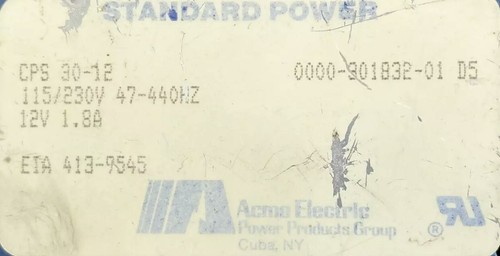 STANDARD POWER
CPS 30-12 0000-301832-01 D5
115/230V 47-440HZ
12V 1.8A
EIA 413-9545
Acme Electric
Power Products Group ®
Cuba, NY